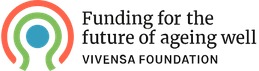 Funding for the
future of ageing well
VIVENSA FOUNDATION